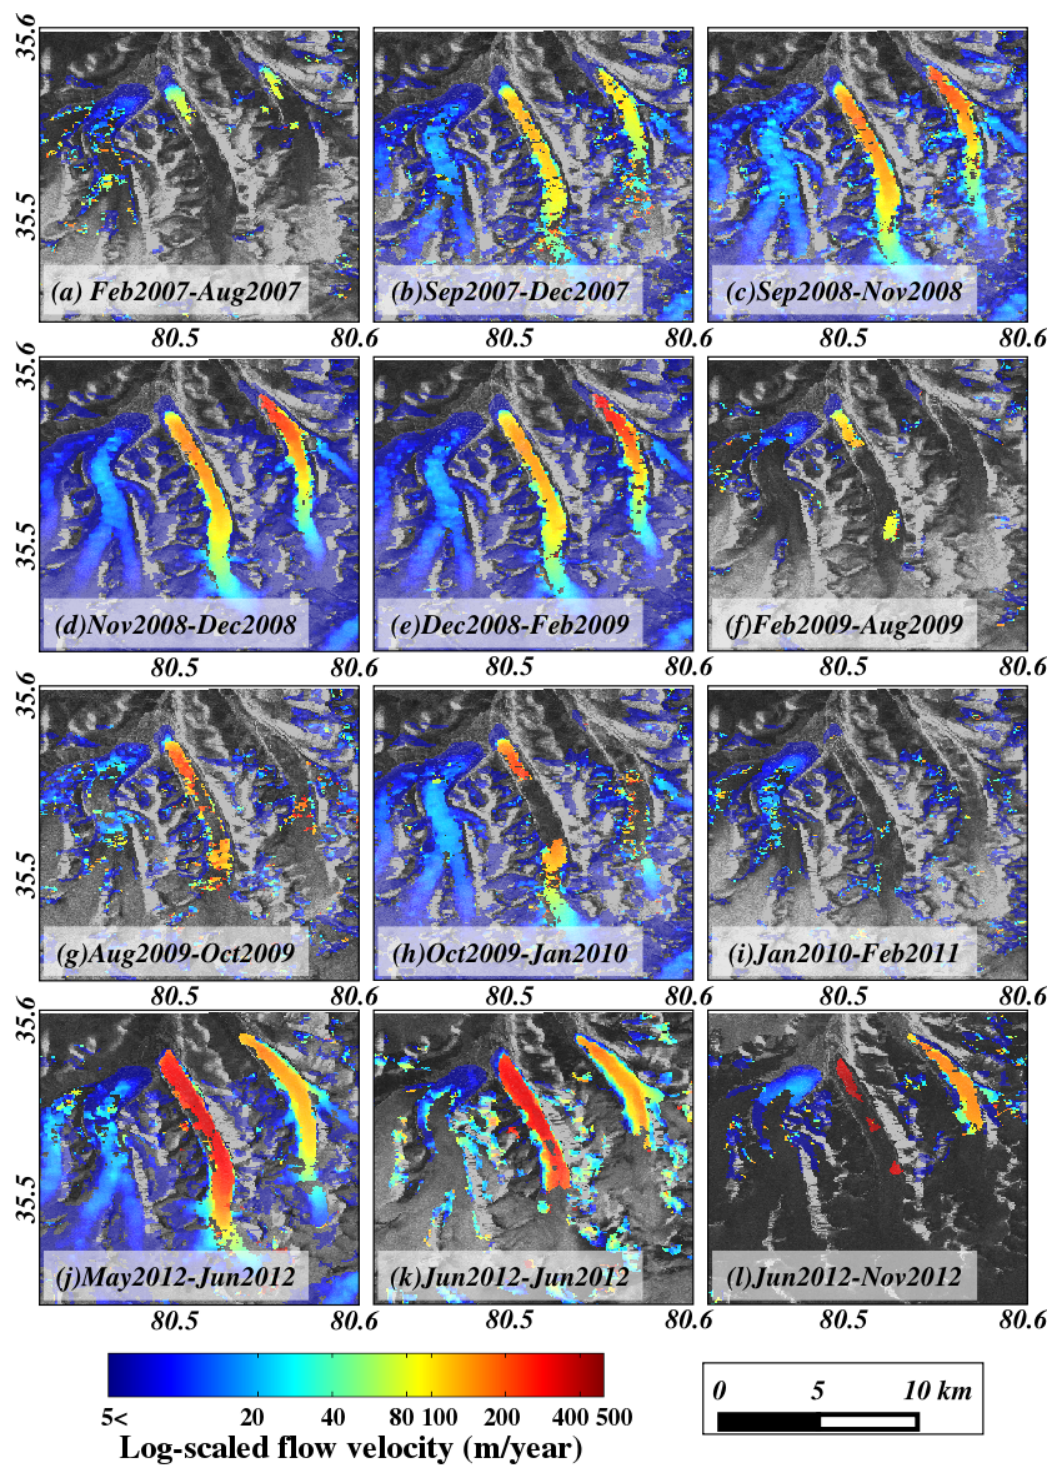 35.6
35.5
(a) Feb2007-Aug2007
(b)Sep2007-Dec2007
(c)Sep2008-Nov2008
80.5 80.6 80.5 80.6 80.5 80.6
35.6
35.5
(d)Nov2008-Dec2008
(e)Dec2008-Feb2009
(f)Feb2009-Aug2009
80.5 80.6 80.5 80.6 80.5 80.6
35.6
35.5
(g)Aug2009-Oct2009
(h)Oct2009-Jan2010
(i)Jan2010-Feb2011
80.5 80.6 80.5 80.6 80.5 80.6
35.6
35.5
(j)May2012-Jun2012
(k)Jun2012-Jun2012
(l)Jun2012-Nov2012
80.5 80.6 80.5 80.6 80.5 80.6
5< 20 40 80 100 200 400 500
Log-scaled flow velocity (m/year)
0 5 10 km